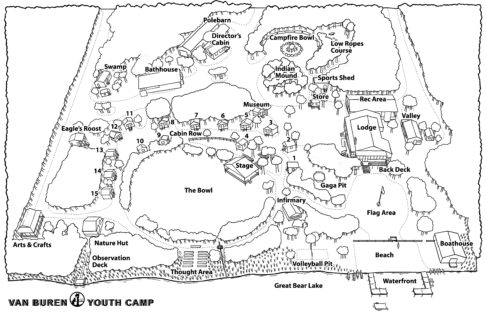 Polebarn
Director's
Cabin
Campfire Bowl
Low Ropes
Course
Swamp
Bathhouse
Indian
Mound
Sports Shed
Store
Rec Area
Museum
Valley
Eagle's Roost
11
12
8
7
6
5
3
Lodge
Cabin Row
10
9
4
2
13
14
15
Stage
1
Back Deck
The Bowl
Gaga Pit
Infirmary
Flag Area
Arts & Crafts
Nature Hut
Boathouse
Observation
Deck
Beach
Thought Area
Volleyball Pit
Great Bear Lake
Waterfront
VAN BUREN YOUTH CAMP